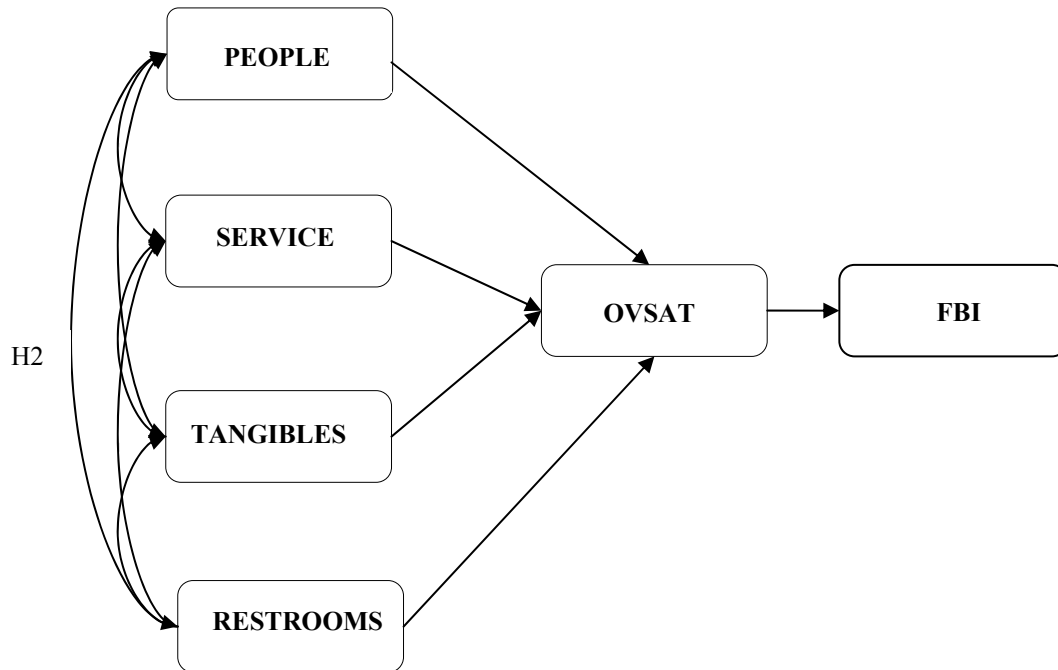 PEOPLE
SERVICE
OVSAT
FBI
H2
TANGIBLES
RESTROOMS